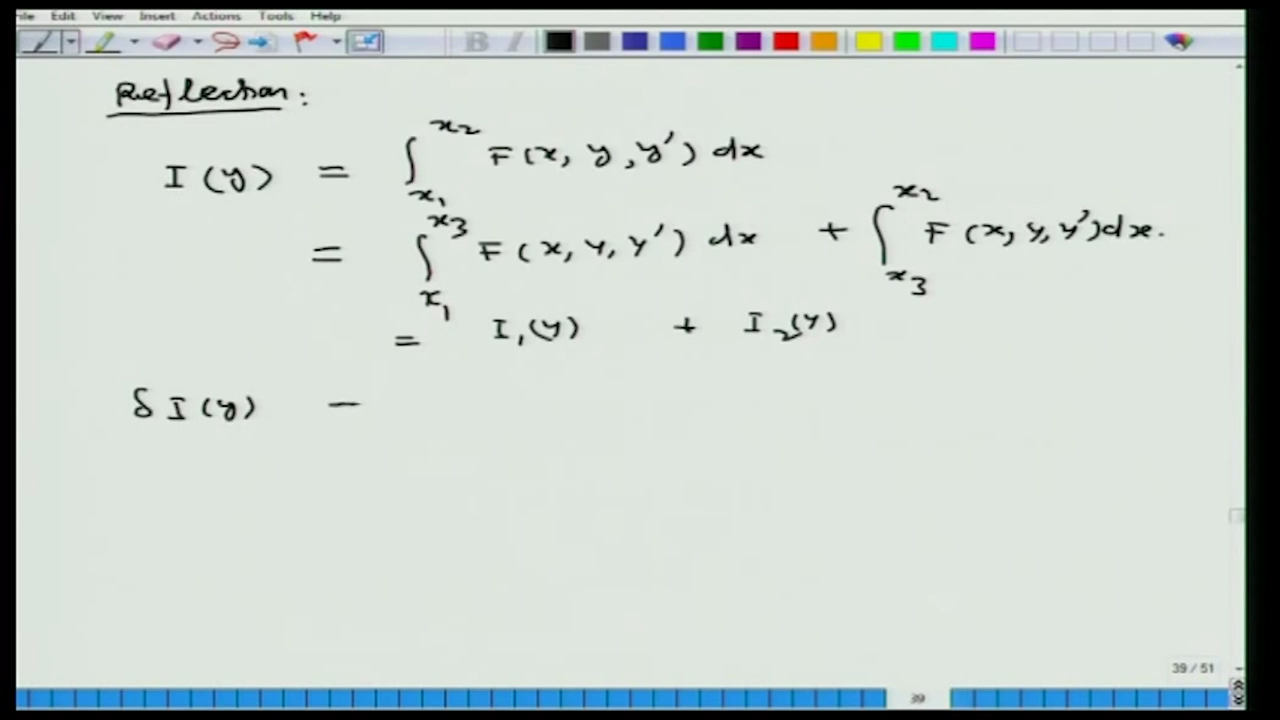 File Edit View Insert Actions Tools Help
B I
Reflection:
I(y) = ∫_{x₁}^{x₂} F(x, y, y') dx
= ∫_{x₁}^{x₃} F(x, y, y') dx + ∫_{x₃}^{x₂} F(x, y, y') dx.
= I₁(y) + I₂(y)
δ I(y) –
39 / 51
39